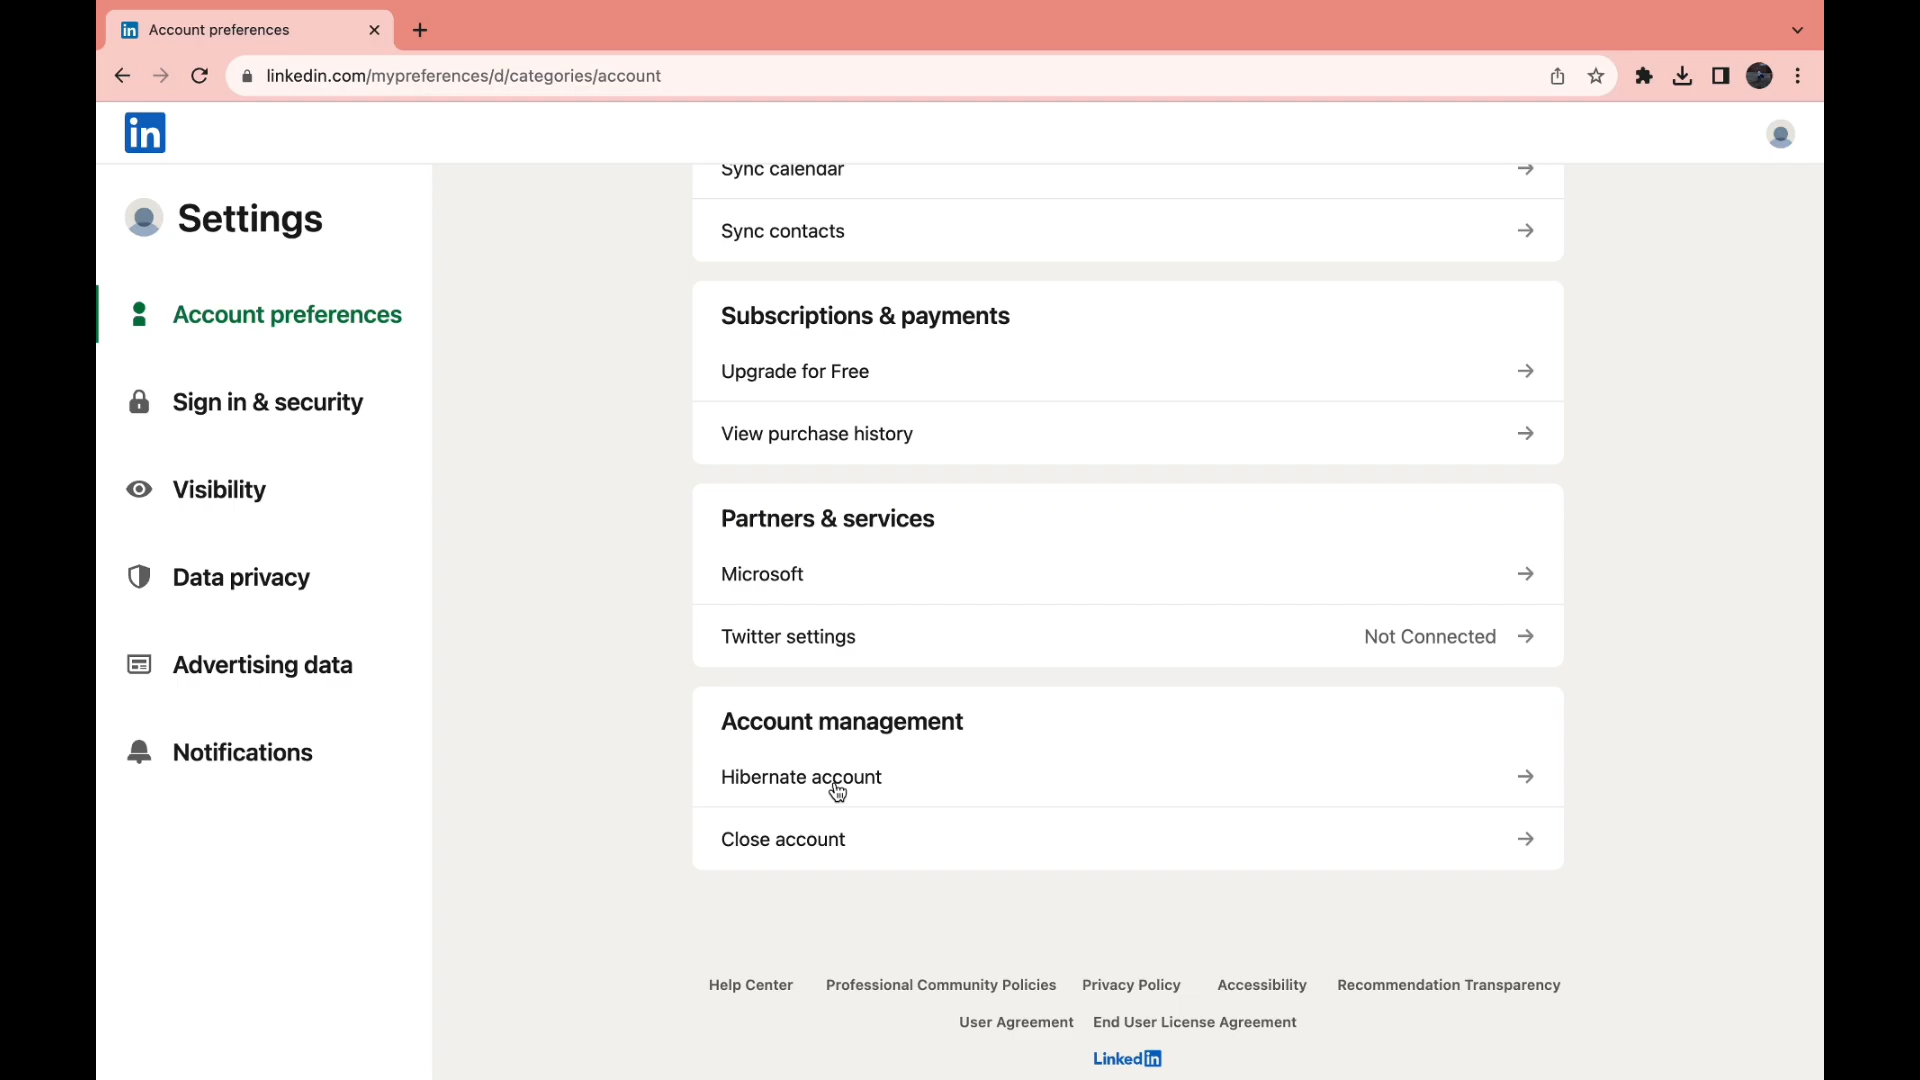 Account preferences
linkedin.com/mypreferences/d/categories/account
in
Settings
Account preferences
Sign in & security
Visibility
Data privacy
Advertising data
Notifications
Sync calendar
Sync contacts
Subscriptions & payments
Upgrade for Free
View purchase history
Partners & services
Microsoft
Twitter settings Not Connected
Account management
Hibernate account
Close account
Help Center Professional Community Policies Privacy Policy Accessibility Recommendation Transparency
User Agreement End User License Agreement
Linkedin